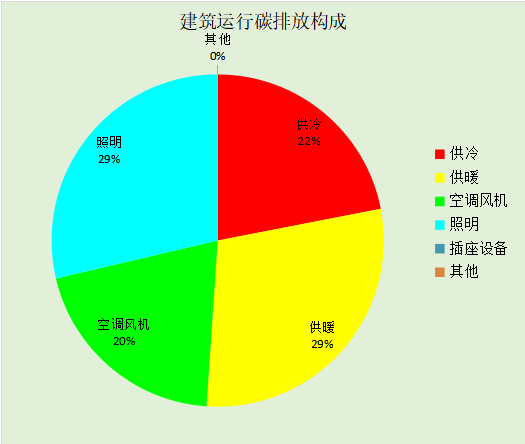 建筑运行碳排放构成
其他
0%
供冷
22%
照明
29%
空调风机
20%
供暖
29%
供冷
供暖
空调风机
照明
插座设备
其他